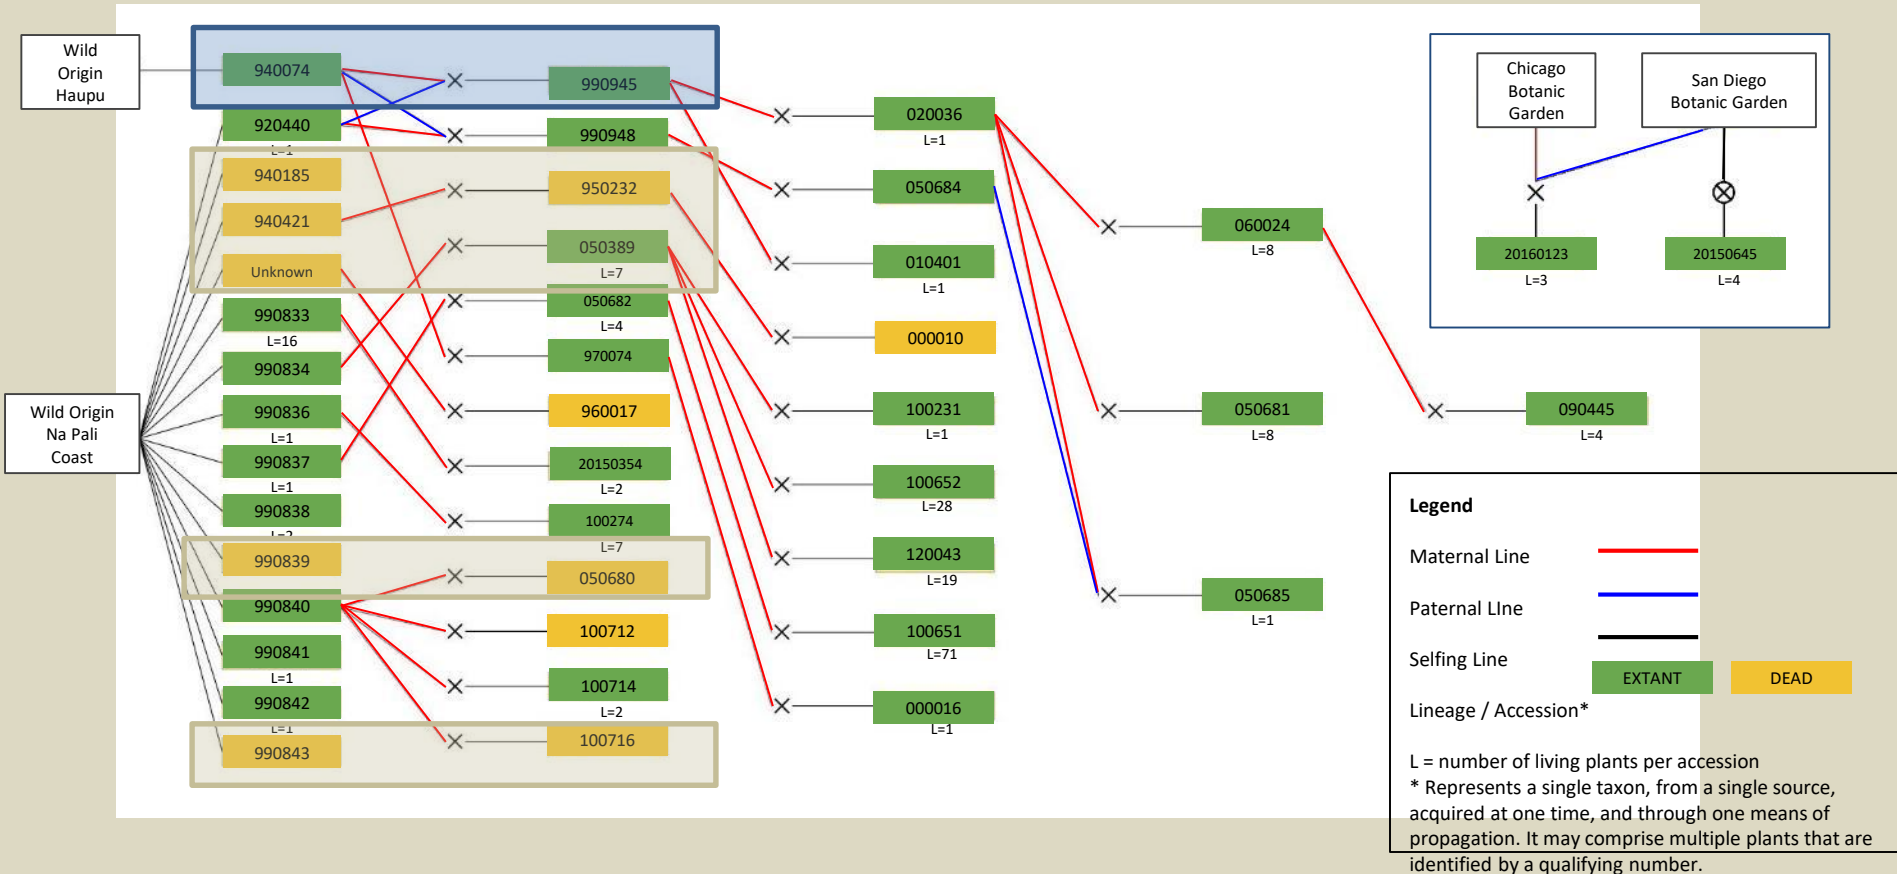 Wild
Origin
Haupu
Wild Origin
Na Pali
Coast
940074
920440
L=1
940185
940421
Unknown
990833
L=16
990834
990836
L=1
990837
L=1
990838
L=2
990839
990840
990841
L=1
990842
L=1
990843
990945
990948
950232
050389
L=7
050682
L=4
970074
960017
20150354
L=2
100274
L=7
050680
100712
100714
L=2
100716
020036
L=1
050684
010401
L=1
000010
100231
L=1
100652
L=28
120043
L=19
100651
L=71
000016
L=1
060024
L=8
050681
L=8
050685
L=1
090445
L=4
Chicago
Botanic
Garden
San Diego
Botanic Garden
20160123
L=3
20150645
L=4
Legend
Maternal Line
Paternal LIne
Selfing Line
EXTANT
DEAD
Lineage / Accession*
L = number of living plants per accession
* Represents a single taxon, from a single source,
acquired at one time, and through one means of
propagation. It may comprise multiple plants that are
identified by a qualifying number.